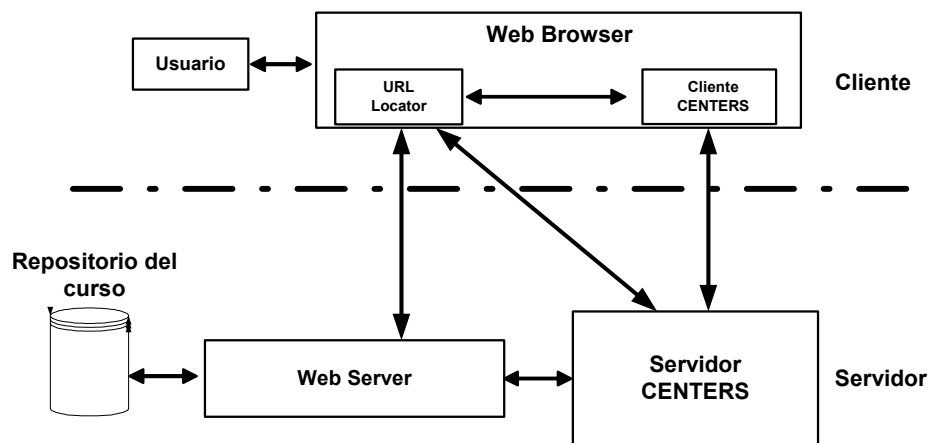 Web Browser
Usuario
URL
Locator
Cliente
CENTERS
Cliente
Repositorio del
curso
Web Server
Servidor
CENTERS
Servidor